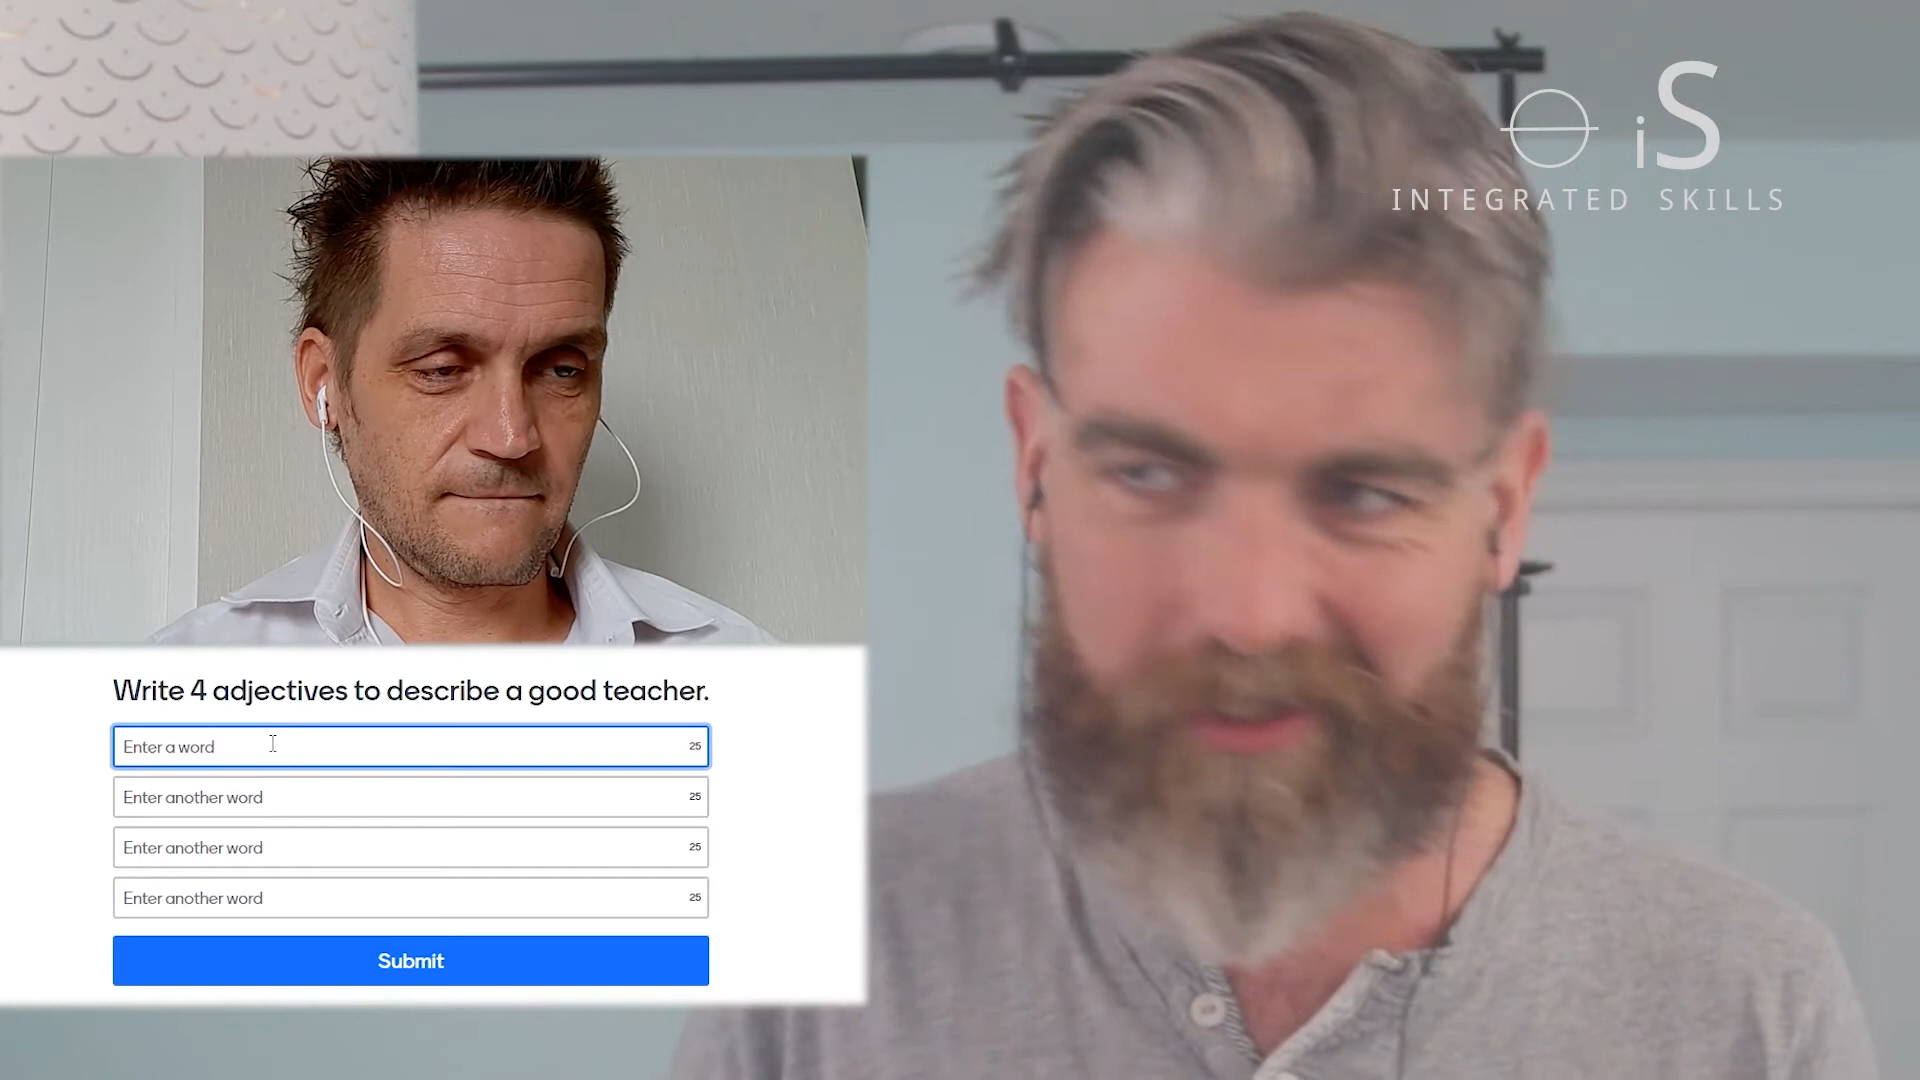 iS
INTEGRATED SKILLS
Write 4 adjectives to describe a good teacher.
Enter a word 25
Enter another word 25
Enter another word 25
Enter another word 25
Submit